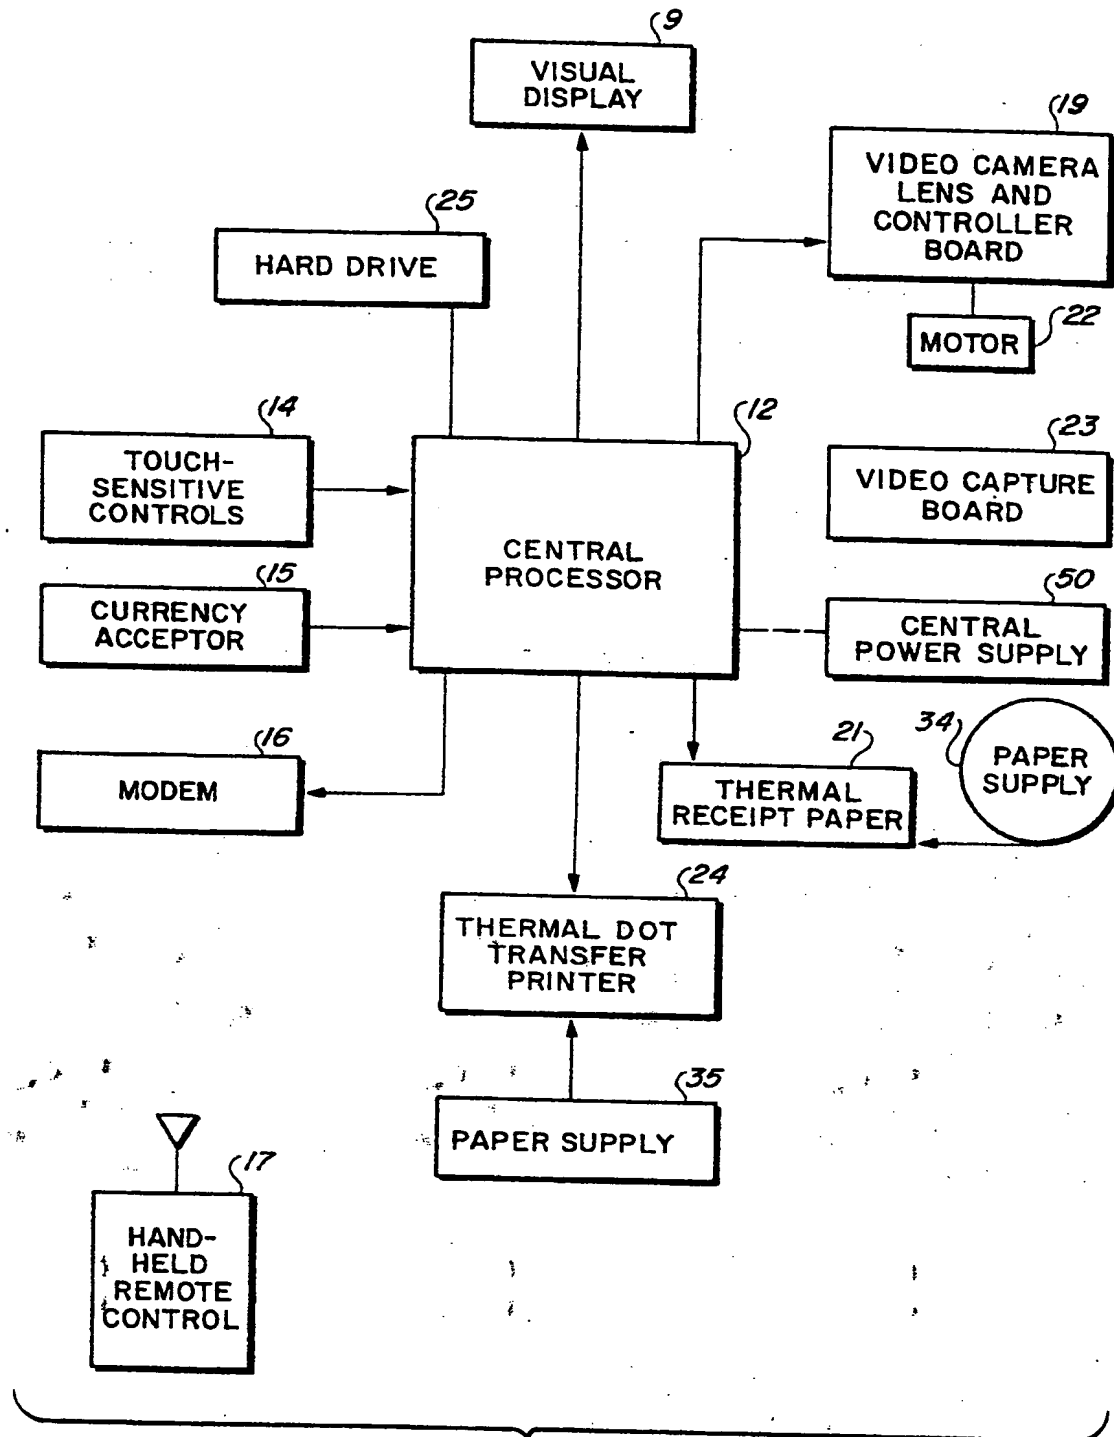 9
VISUAL
DISPLAY
19
VIDEO CAMERA
LENS AND
CONTROLLER
BOARD
25
HARD DRIVE
22
MOTOR
14
TOUCH-
SENSITIVE
CONTROLS
12
CENTRAL
PROCESSOR
23
VIDEO CAPTURE
BOARD
15
CURRENCY
ACCEPTOR
50
CENTRAL
POWER SUPPLY
16
MODEM
21
THERMAL
RECEIPT PAPER
34
PAPER
SUPPLY
24
THERMAL DOT
TRANSFER
PRINTER
35
PAPER SUPPLY
17
HAND-
HELD
REMOTE
CONTROL